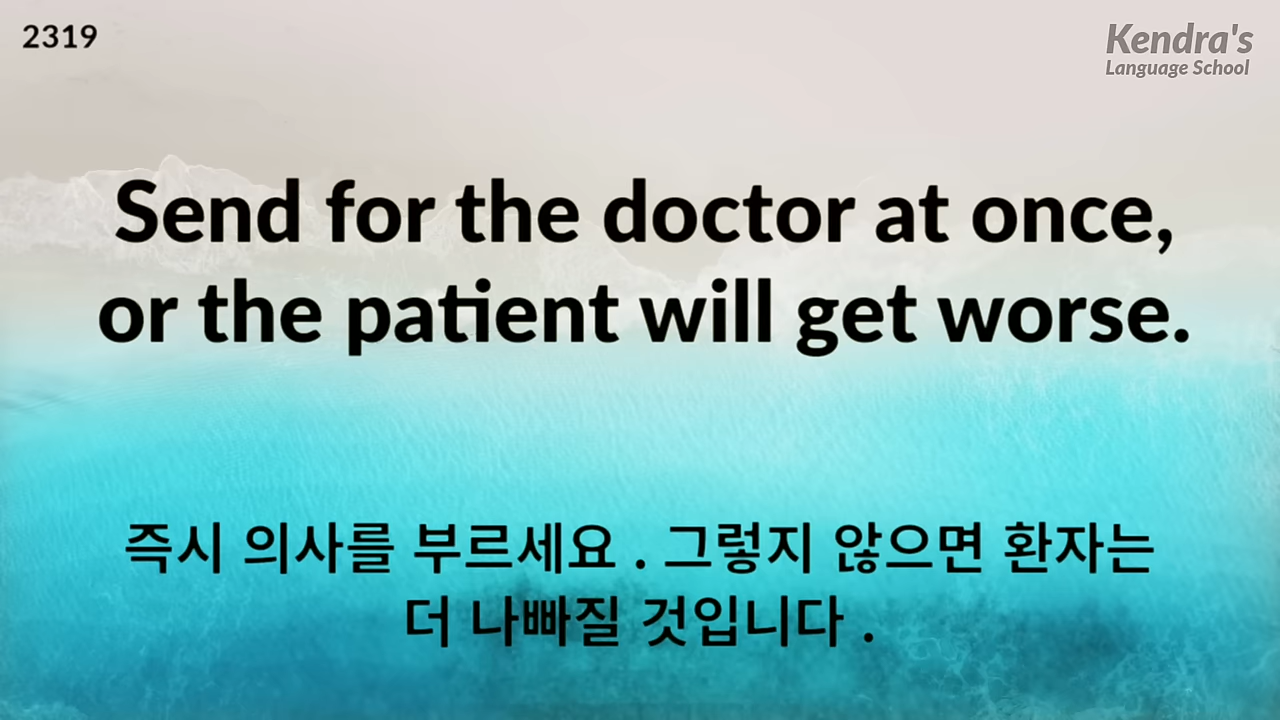 2319
Kendra's
Language School
Send for the doctor at once,
or the patient will get worse.
즉시 의사를 부르세요 . 그렇지 않으면 환자는
더 나빠질 것입니다 .